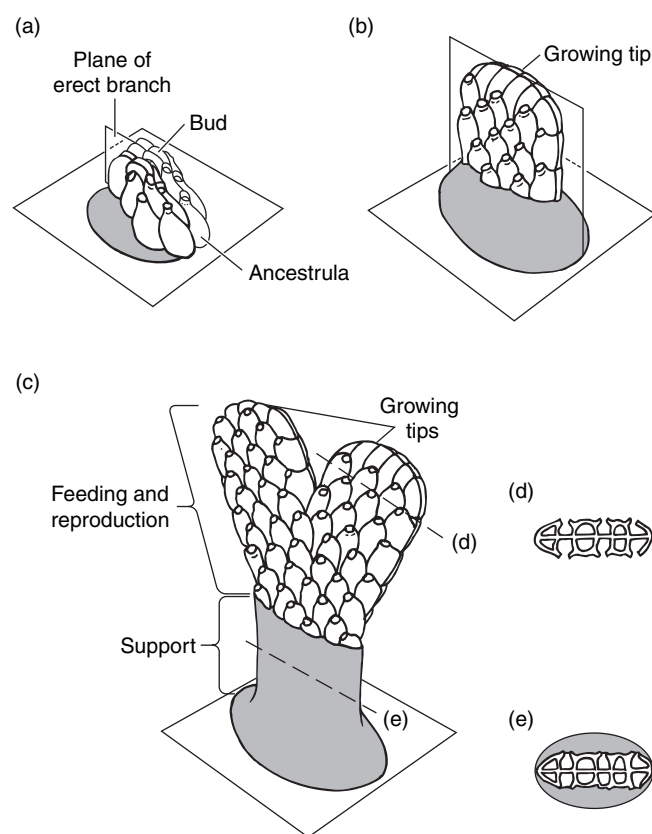 (a)
Plane of
erect branch
Bud
Ancestrula
(b)
Growing tip
(c)
Growing
tips
Feeding and
reproduction
(d)
Support
(e)
(d)
(e)